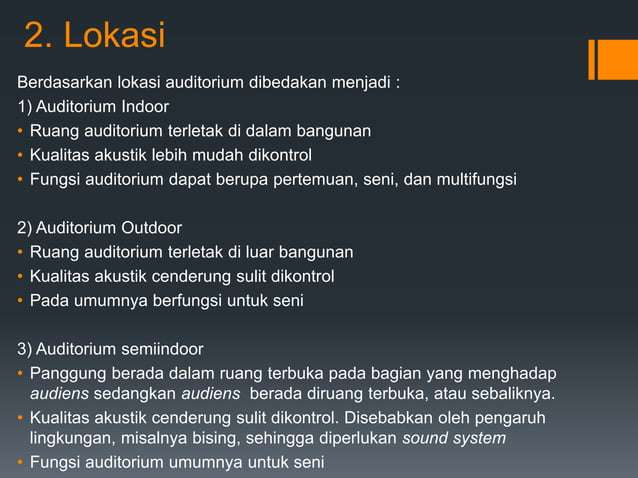 2. Lokasi
Berdasarkan lokasi auditorium dibedakan menjadi :
1) Auditorium Indoor
• Ruang auditorium terletak di dalam bangunan
• Kualitas akustik lebih mudah dikontrol
• Fungsi auditorium dapat berupa pertemuan, seni, dan multifungsi
2) Auditorium Outdoor
• Ruang auditorium terletak di luar bangunan
• Kualitas akustik cenderung sulit dikontrol
• Pada umumnya berfungsi untuk seni
3) Auditorium semiindoor
• Panggung berada dalam ruang terbuka pada bagian yang menghadap
audiens sedangkan audiens berada diruang terbuka, atau sebaliknya.
• Kualitas akustik cenderung sulit dikontrol. Disebabkan oleh pengaruh
lingkungan, misalnya bising, sehingga diperlukan sound system
• Fungsi auditorium umumnya untuk seni